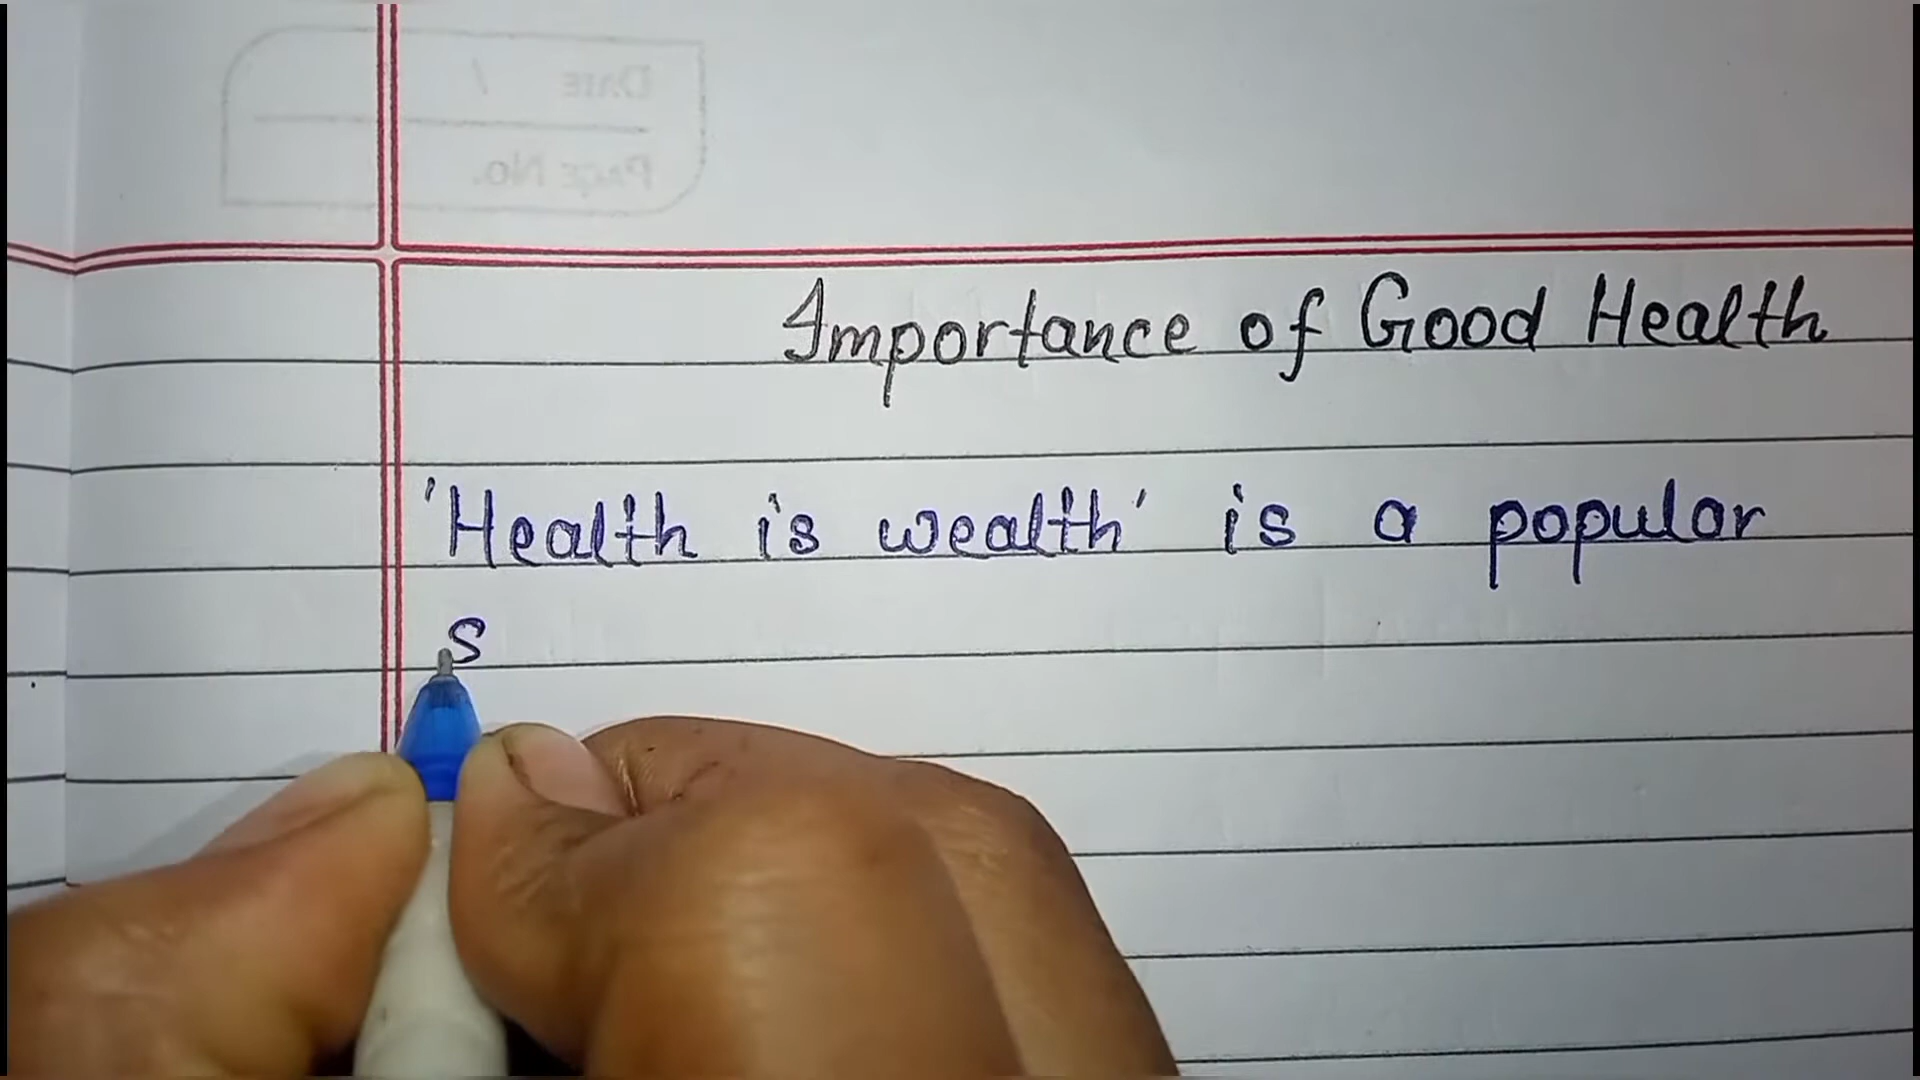 Importance of Good Health
'Health is wealth' is a popular
s